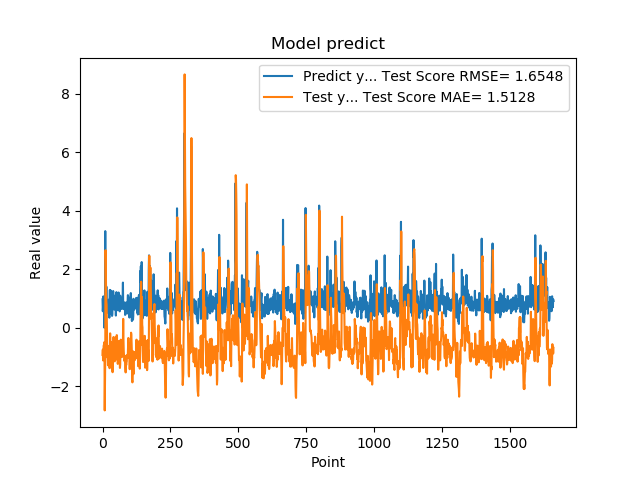 Model predict
Predict y... Test Score RMSE= 1.6548
Test y... Test Score MAE= 1.5128
Real value
8
6
4
2
0
−2
0 250 500 750 1000 1250 1500
Point